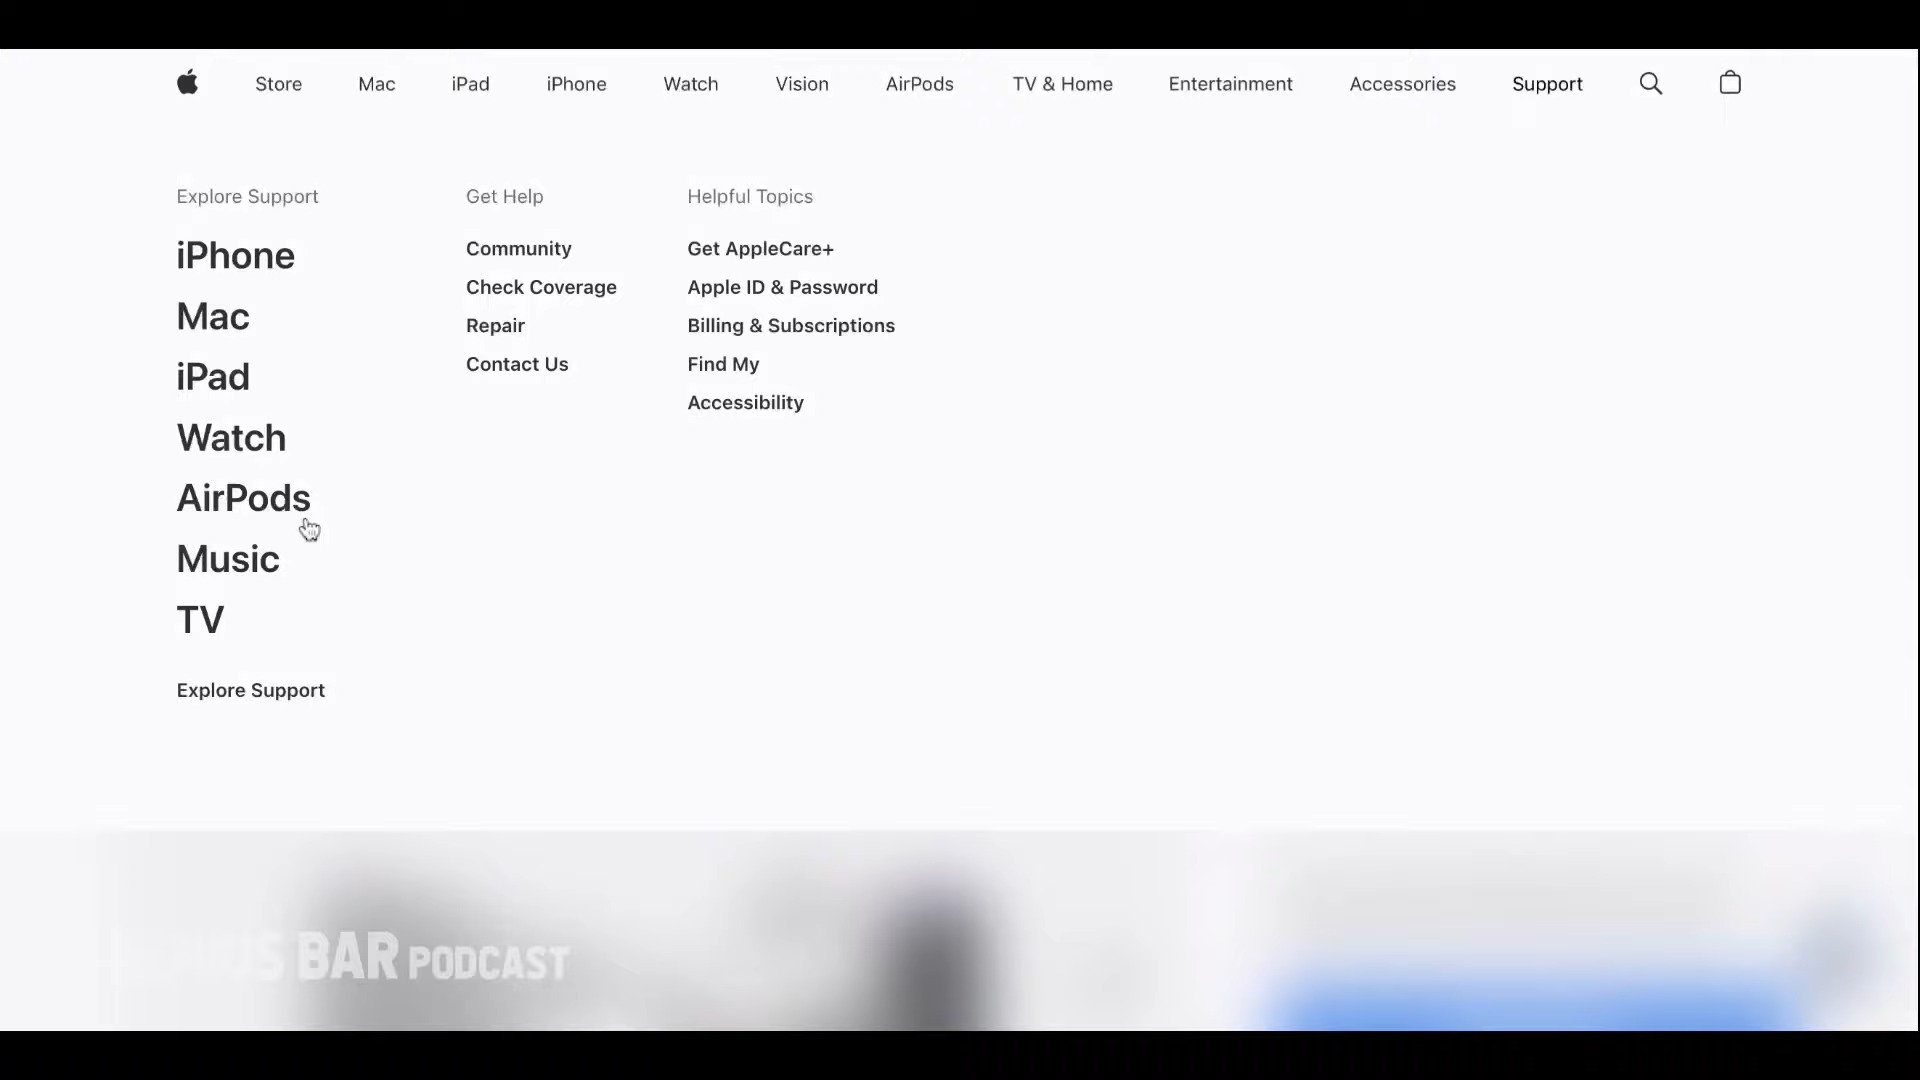 Store Mac iPad iPhone Watch Vision AirPods TV & Home Entertainment Accessories Support
Explore Support
iPhone
Mac
iPad
Watch
AirPods
Music
TV
Explore Support
Get Help
Community
Check Coverage
Repair
Contact Us
Helpful Topics
Get AppleCare+
Apple ID & Password
Billing & Subscriptions
Find My
Accessibility
BAR PODCAST